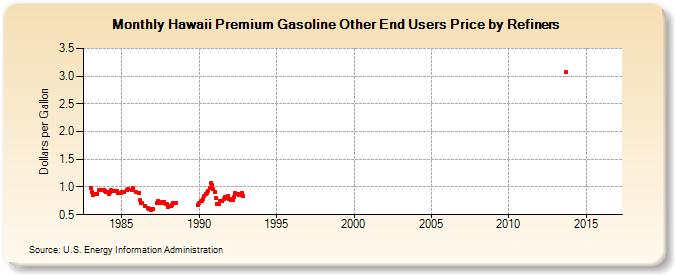 Monthly Hawaii Premium Gasoline Other End Users Price by Refiners
Dollars per Gallon
3.5
3.0
2.5
2.0
1.5
1.0
0.5
1985 1990 1995 2000 2005 2010 2015
Source: U.S. Energy Information Administration